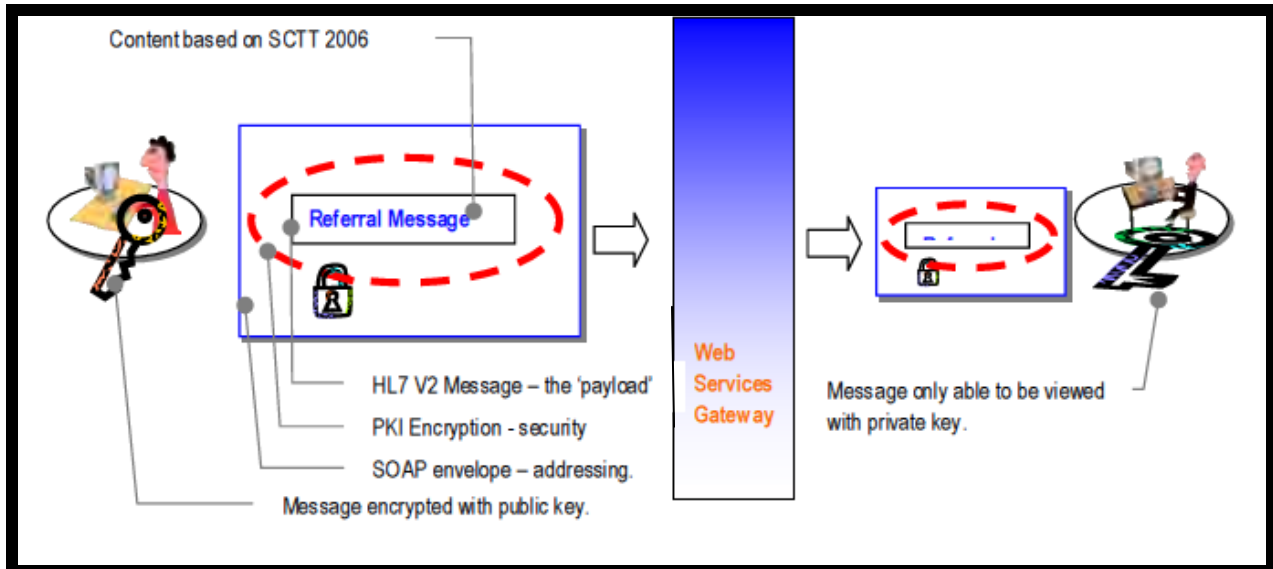 Content based on SCTT 2006
Referral Message
HL7 V2 Message – the ‘payload’
PKI Encryption - security
SOAP envelope – addressing.
Message encrypted with public key.
Web
Services
Gateway
Message only able to be viewed
with private key.